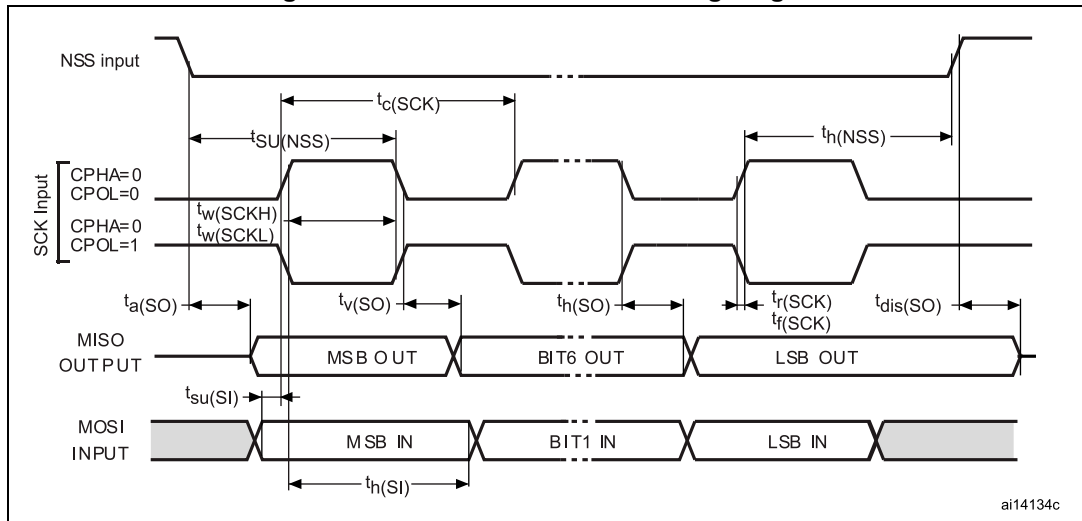 NSS input
tc(SCK)
tSU(NSS)
th(NSS)
SCK Input
CPHA=0
CPOL=0
tw(SCKH)
tw(SCKL)
CPHA=0
CPOL=1
ta(SO)
tv(SO)
th(SO)
tr(SCK)
tf(SCK)
tdis(SO)
MISO
OUTPUT
MSB OUT
BIT6 OUT
LSB OUT
tsu(SI)
MOSI
INPUT
MSB IN
BIT1 IN
LSB IN
th(SI)
ai14134c